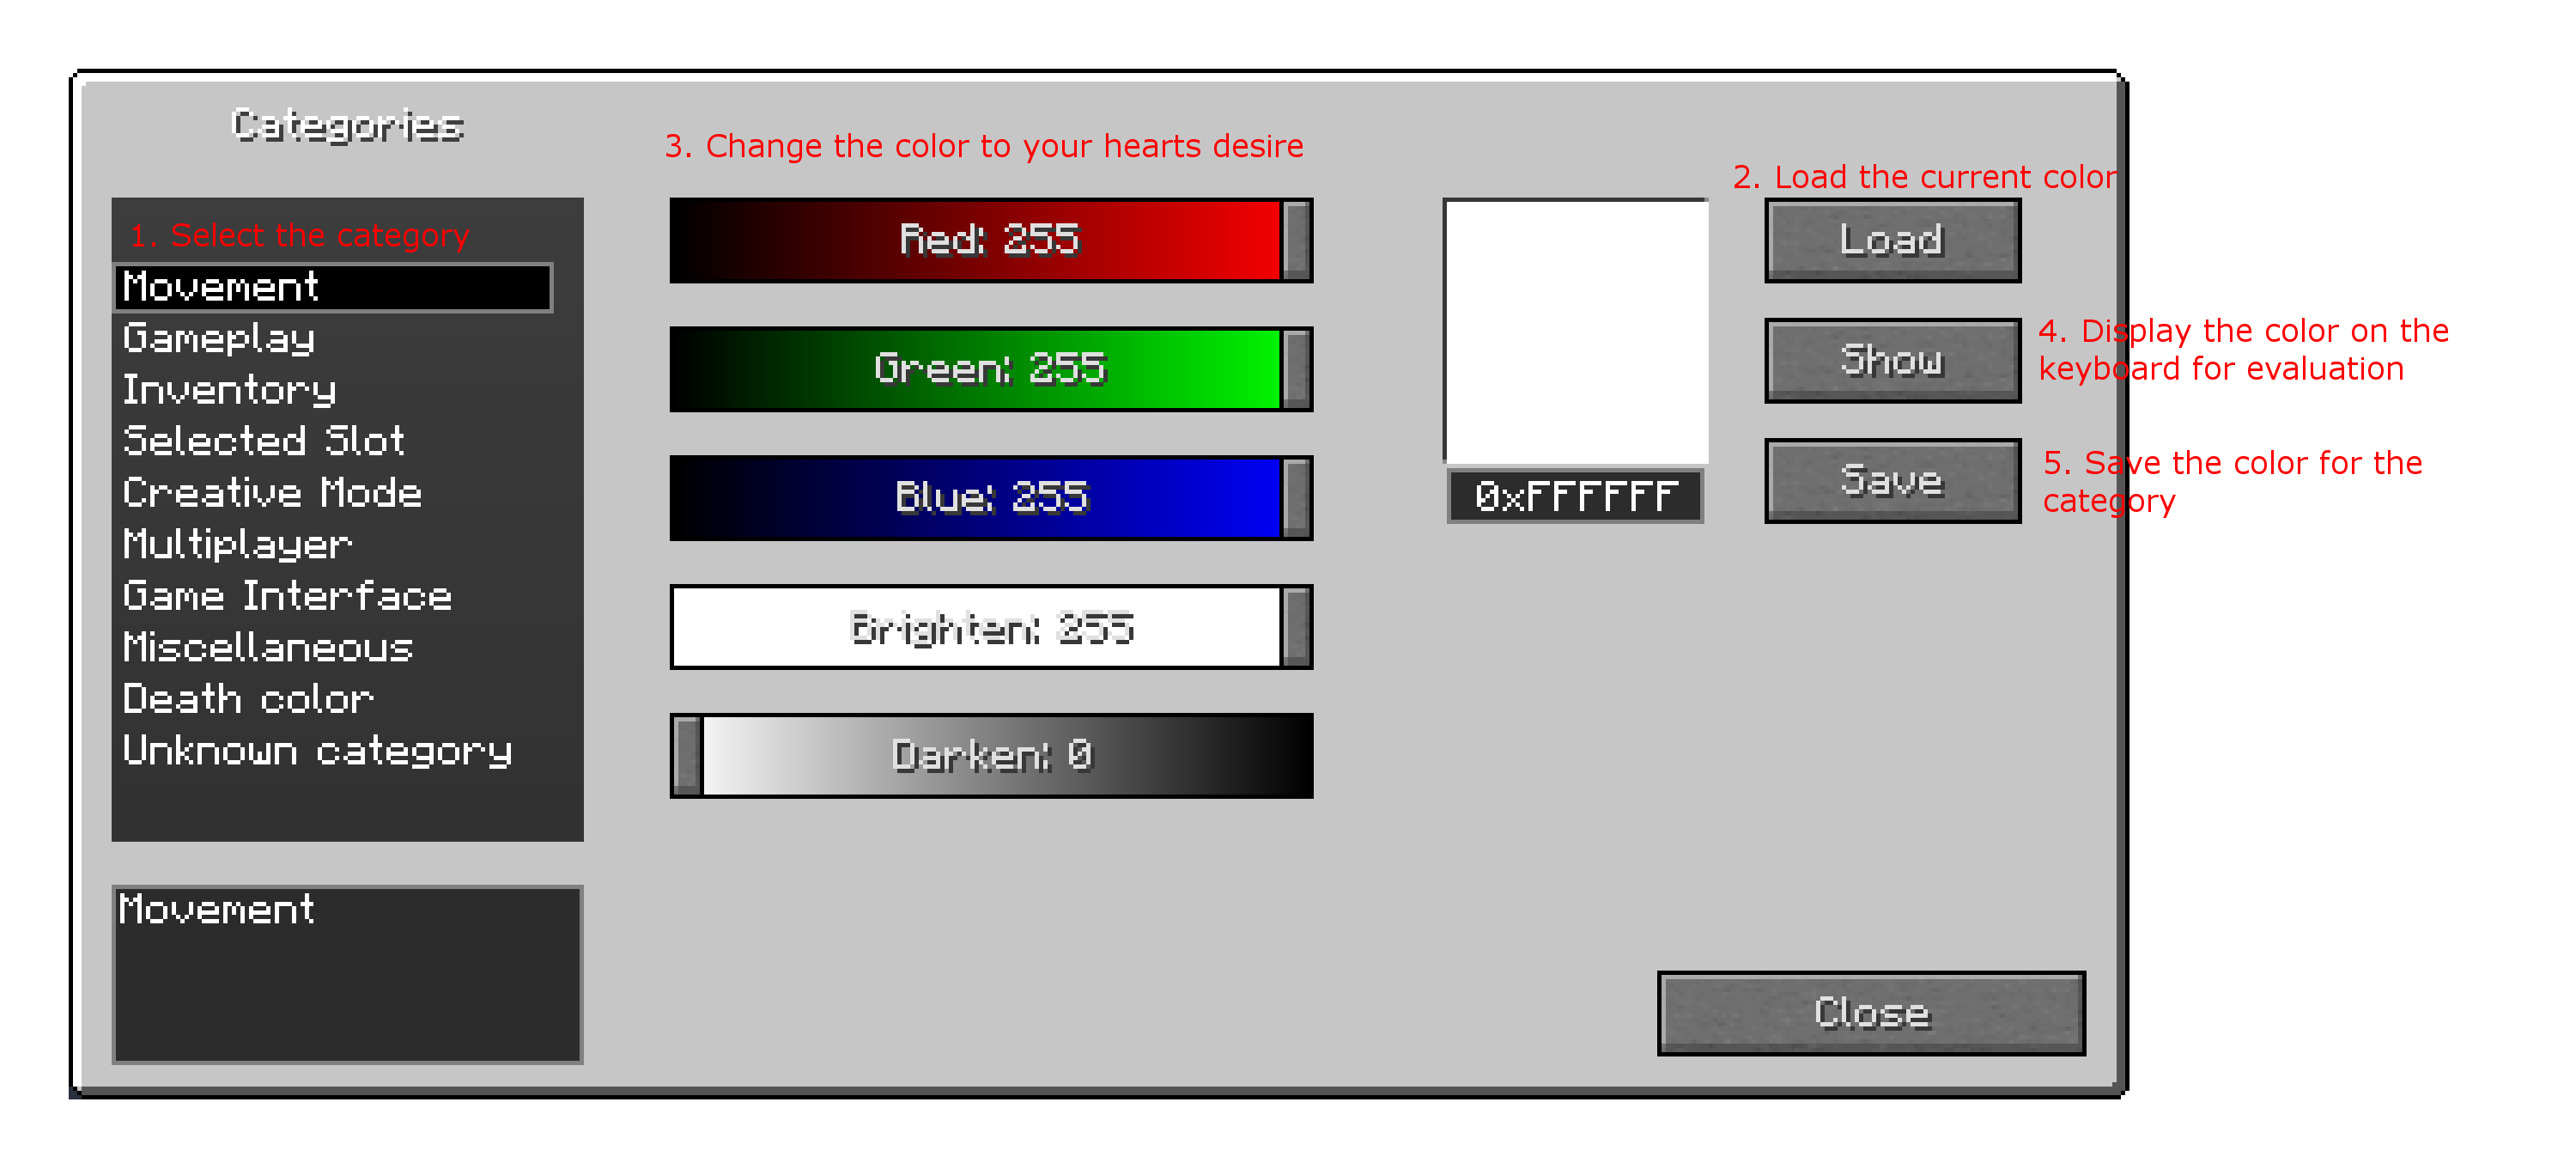 Categories
3. Change the color to your hearts desire
2. Load the current color
1. Select the category
Movement
Gameplay
Inventory
Selected Slot
Creative Mode
Multiplayer
Game Interface
Miscellaneous
Death color
Unknown category
Movement
Red: 255
Green: 255
Blue: 255
Brighten: 255
Darken: 0
0xFFFFFF
Load
Show
4. Display the color on the
keyboard for evaluation
Save
5. Save the color for the
category
Close